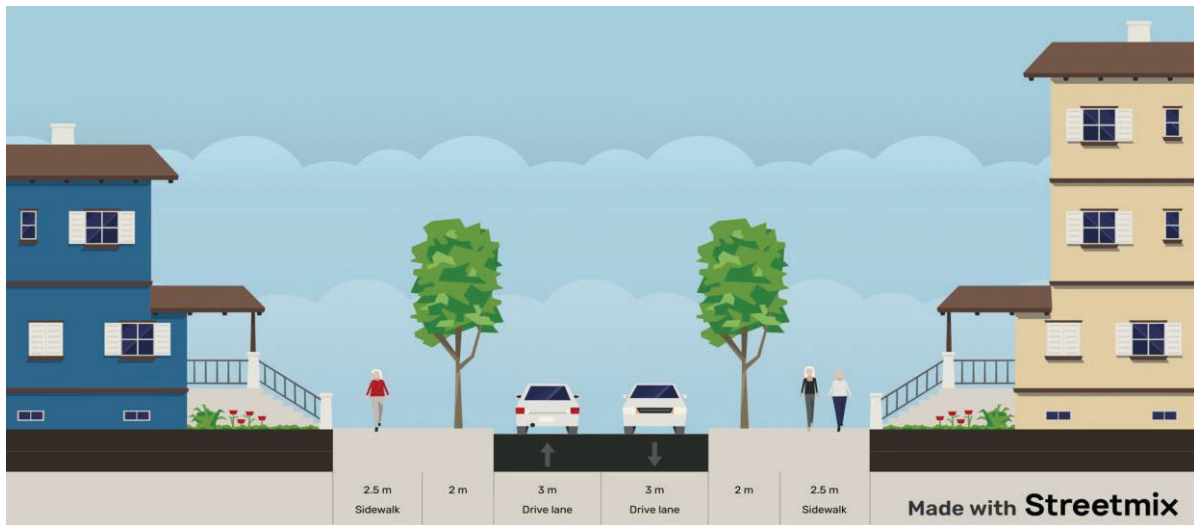 2.5 m
Sidewalk
2 m
3 m
Drive lane
3 m
Drive lane
2 m
2.5 m
Sidewalk
Made with Streetmix